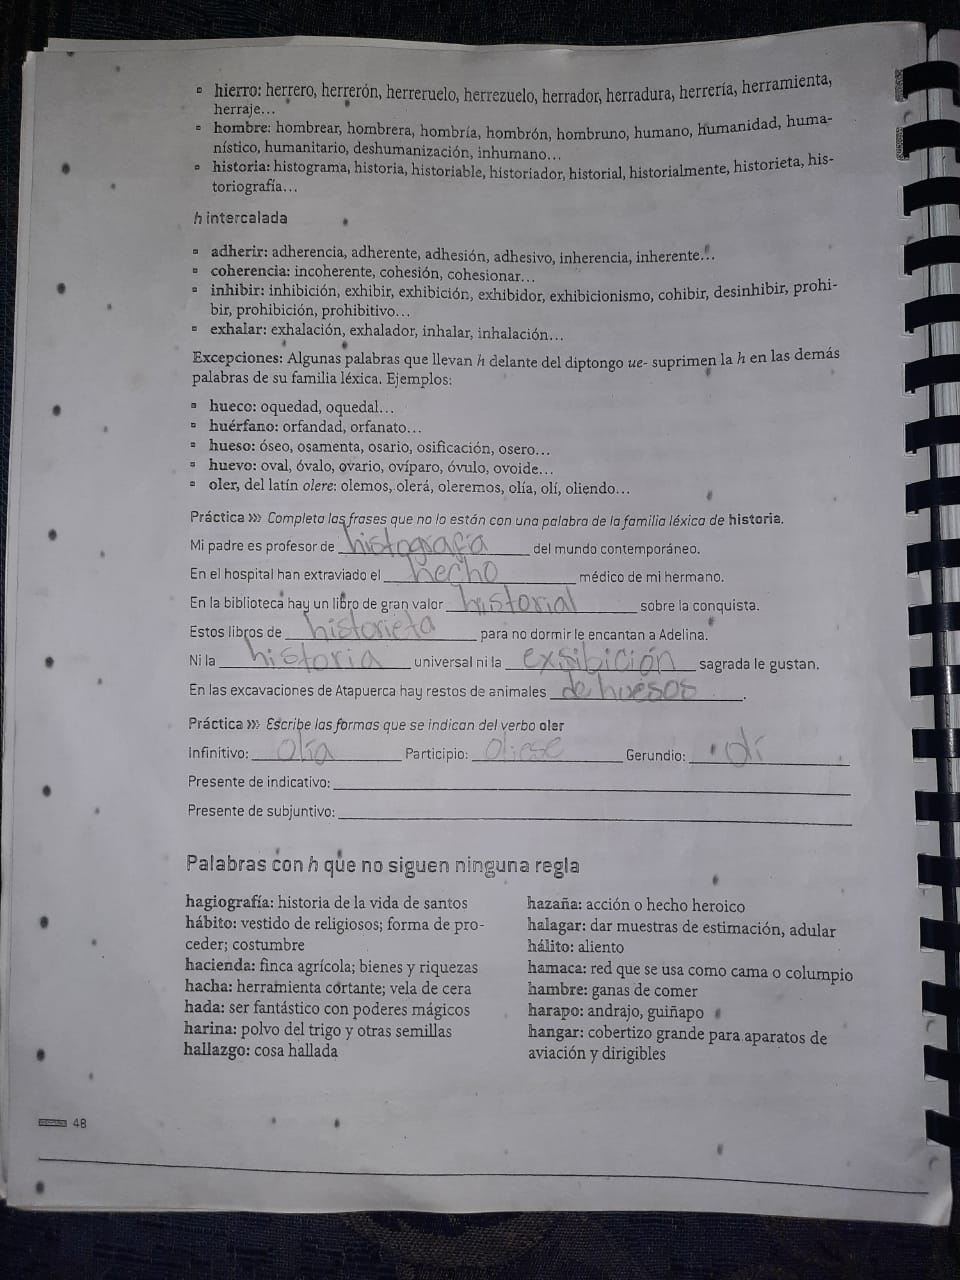 ▫ hierro: herrero, herrerón, herreruelo, herrezuelo, herrador, herradura, herrería, herramienta,
herraje...
▫ hombre: hombrear, hombrera, hombría, hombrón, hombruno, humano, humanidad, huma-
nístico, humanitario, deshumanización, inhumano...
▫ historia: histograma, historia, historiable, historiador, historial, historialmente, historieta, his-
toriografía...
h intercalada
▫ adherir: adherencia, adherente, adhesión, adhesivo, inherencia, inherente...
▫ coherencia: incoherente, cohesión, cohesionar...
▫ inhibir: inhibición, exhibir, exhibición, exhibidor, exhibicionismo, cohibir, desinhibir, prohi-
bir, prohibición, prohibitivo...
▫ exhalar: exhalación, exhalador, inhalar, inhalación...
Excepciones: Algunas palabras que llevan h delante del diptongo ue- suprimen la h en las demás
palabras de su familia léxica. Ejemplos:
▫ hueco: oquedad, oquedal...
▫ huérfano: orfandad, orfanato...
▫ hueso: óseo, osamenta, osario, osificación, osero...
▫ huevo: oval, óvalo, ovario, ovíparo, óvulo, ovoide...
▫ oler, del latín olere: olemos, olerá, oleremos, olía, olí, oliendo...
Práctica >>> Completa las frases que no lo están con una palabra de la familia léxica de historia.
Mi padre es profesor de histografía del mundo contemporáneo.
En el hospital han extraviado el hecho médico de mi hermano.
En la biblioteca hay un libro de gran valor historial sobre la conquista.
Estos libros de historieta para no dormir le encantan a Adelina.
Ni la historia universal ni la exsibición sagrada le gustan.
En las excavaciones de Atapuerca hay restos de animales de huesos.
Práctica >>> Escribe las formas que se indican del verbo oler
Infinitivo: olía Participio: oliese Gerundio: olí
Presente de indicativo:
Presente de subjuntivo:
Palabras con h que no siguen ninguna regla
hagiografía: historia de la vida de santos
hábito: vestido de religiosos; forma de pro-
ceder; costumbre
hacienda: finca agrícola; bienes y riquezas
hacha: herramienta cortante; vela de cera
hada: ser fantástico con poderes mágicos
harina: polvo del trigo y otras semillas
hallazgo: cosa hallada
hazaña: acción o hecho heroico
halagar: dar muestras de estimación, adular
hálito: aliento
hamaca: red que se usa como cama o columpio
hambre: ganas de comer
harapo: andrajo, guiñapo
hangar: cobertizo grande para aparatos de
aviación y dirigibles
48